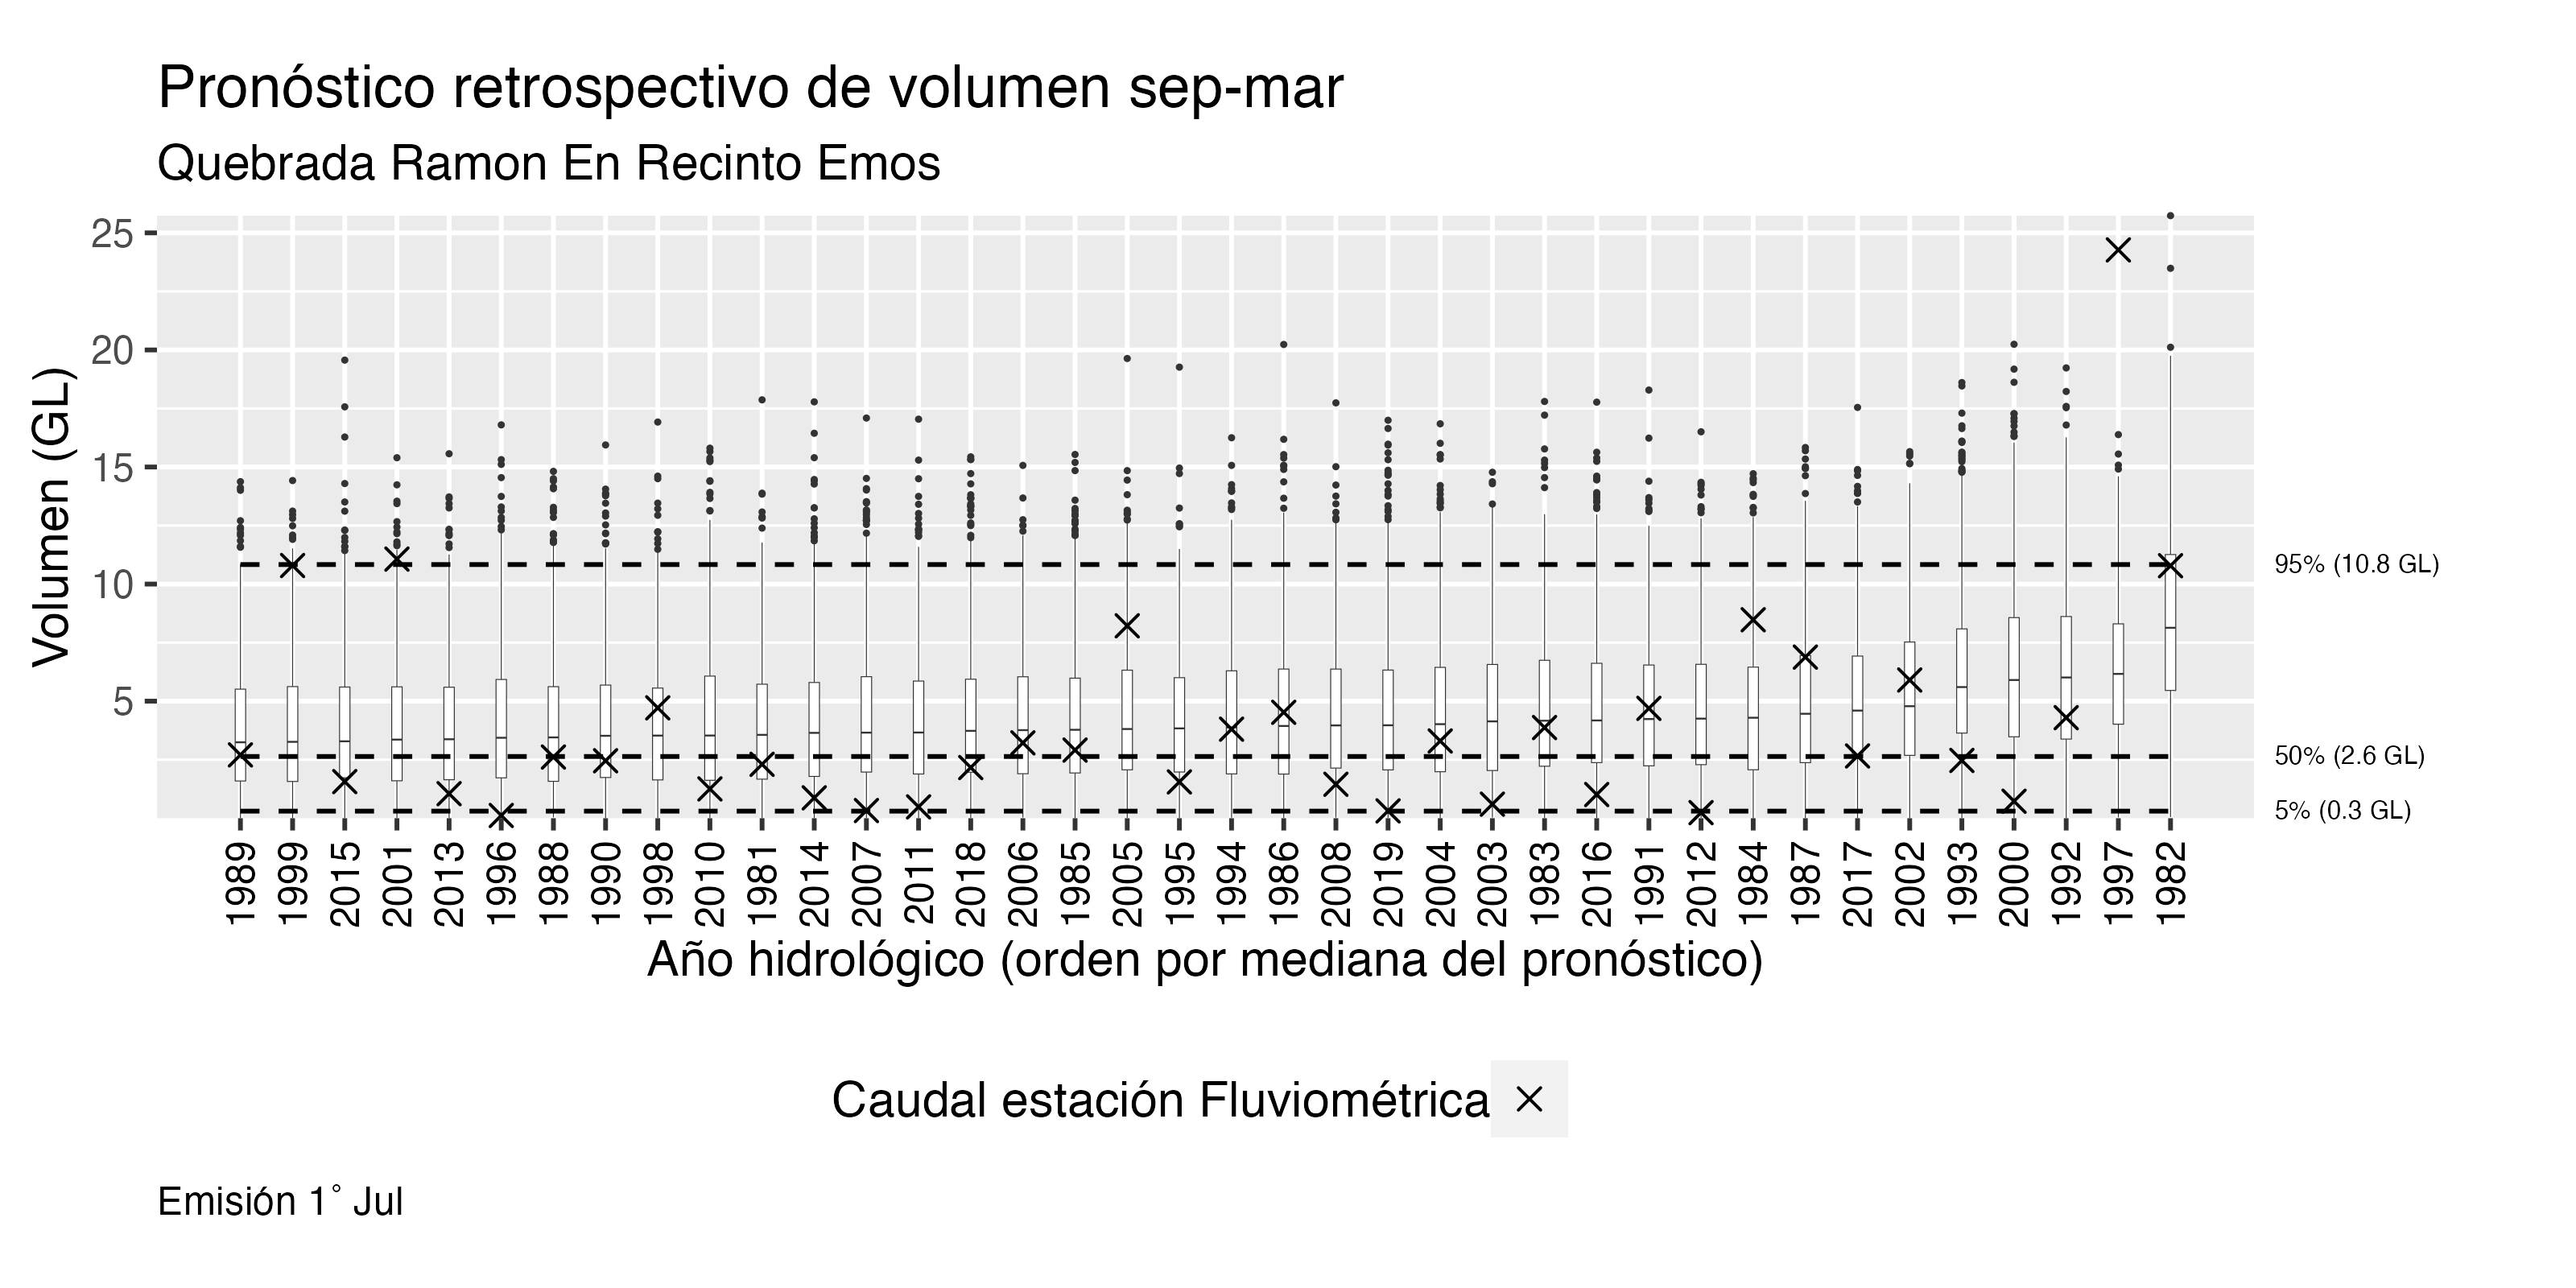 Pronóstico retrospectivo de volumen sep-mar
Quebrada Ramon En Recinto Emos
Volumen (GL)
25
20
15
10
5
95% (10.8 GL)
50% (2.6 GL)
5% (0.3 GL)
1989 1999 2015 2001 2013 1996 1988 1990 1998 2010 1981 2014 2007 2011 2018 2006 1985 2005 1995 1994 1986 2008 2019 2004 2003 1983 2016 1991 2012 1984 1987 2017 2002 1993 2000 1992 1997 1982
Año hidrológico (orden por mediana del pronóstico)
Caudal estación Fluviométrica
Emisión 1° Jul